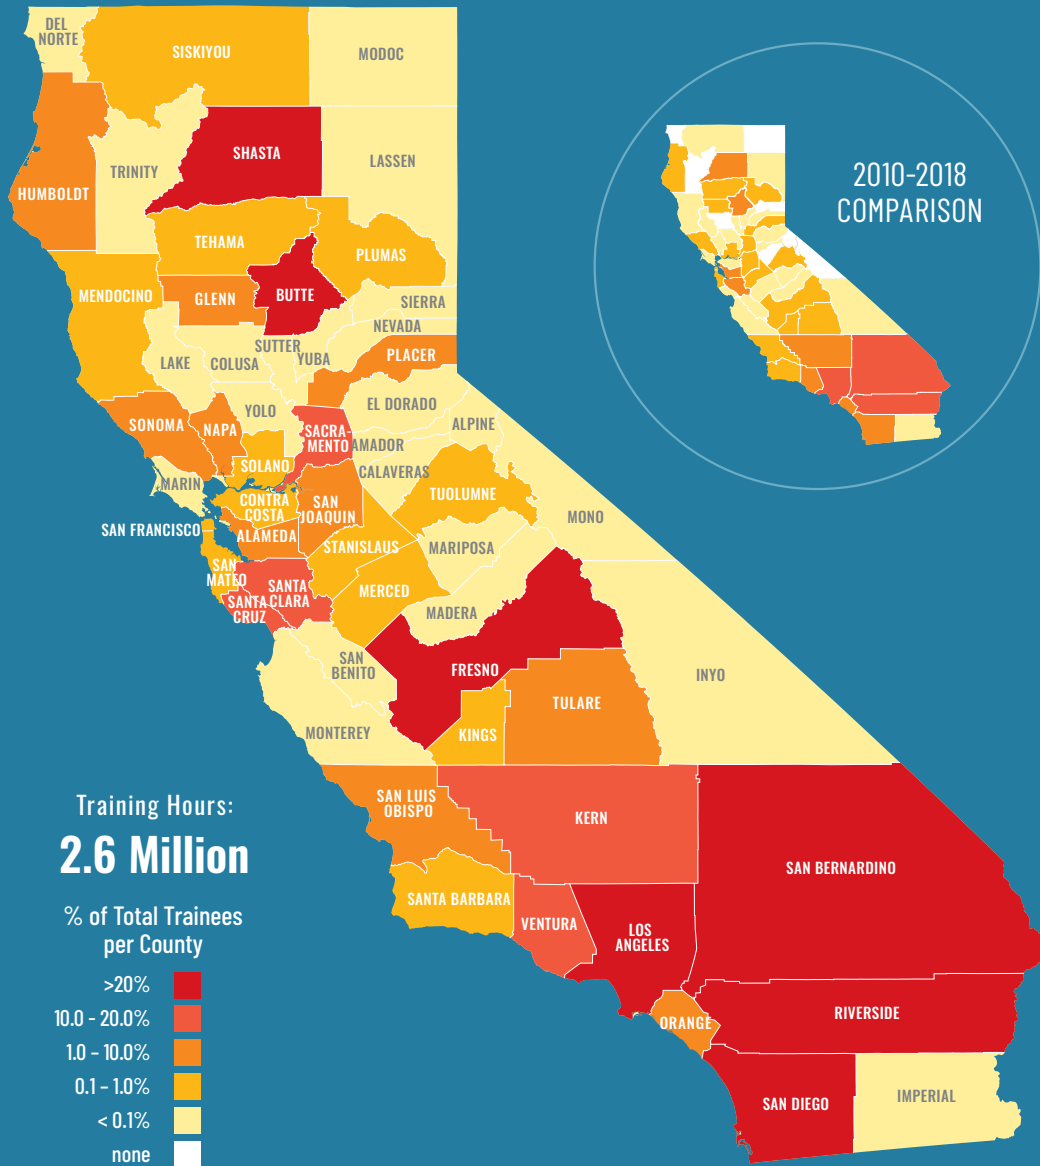 DEL
NORTE
SISKIYOU
MODOC
SHASTA
LASSEN
TRINITY
HUMBOLDT
TEHAMA
PLUMAS
MENDOCINO
GLENN
BUTTE
SIERRA
NEVADA
SUTTER
YUBA
PLACER
LAKE
COLUSA
EL DORADO
YOLO
ALPINE
SONOMA
NAPA
SACRA-
MENTO
AMADOR
SOLANO
CALAVERAS
MARIN
TUOLUMNE
CONTRA
COSTA
SAN
JOAQUIN
MONO
SAN FRANCISCO
ALAMEDA
STANISLAUS
MARIPOSA
SAN
MATEO
SANTA
CLARA
MERCED
SANTA
CRUZ
MADERA
SAN
BENITO
FRESNO
INYO
TULARE
MONTEREY
KINGS
SAN LUIS
OBISPO
KERN
SAN BERNARDINO
SANTA BARBARA
VENTURA
LOS
ANGELES
ORANGE
RIVERSIDE
SAN DIEGO
IMPERIAL
2010-2018
COMPARISON
Training Hours:
2.6 Million
% of Total Trainees
per County
>20%
10.0 - 20.0%
1.0 – 10.0%
0.1 – 1.0%
< 0.1%
none